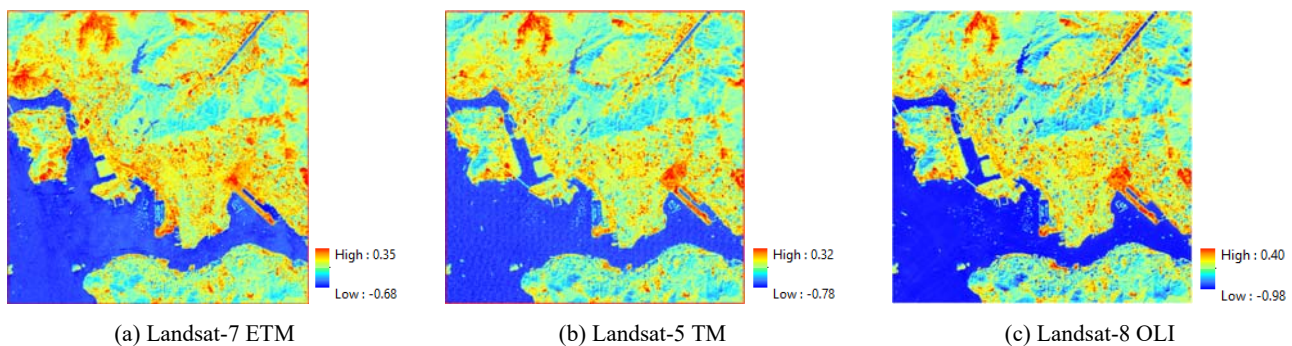 High : 0.35
Low : -0.68
High : 0.32
Low : -0.78
High : 0.40
Low : -0.98
(a) Landsat-7 ETM
(b) Landsat-5 TM
(c) Landsat-8 OLI